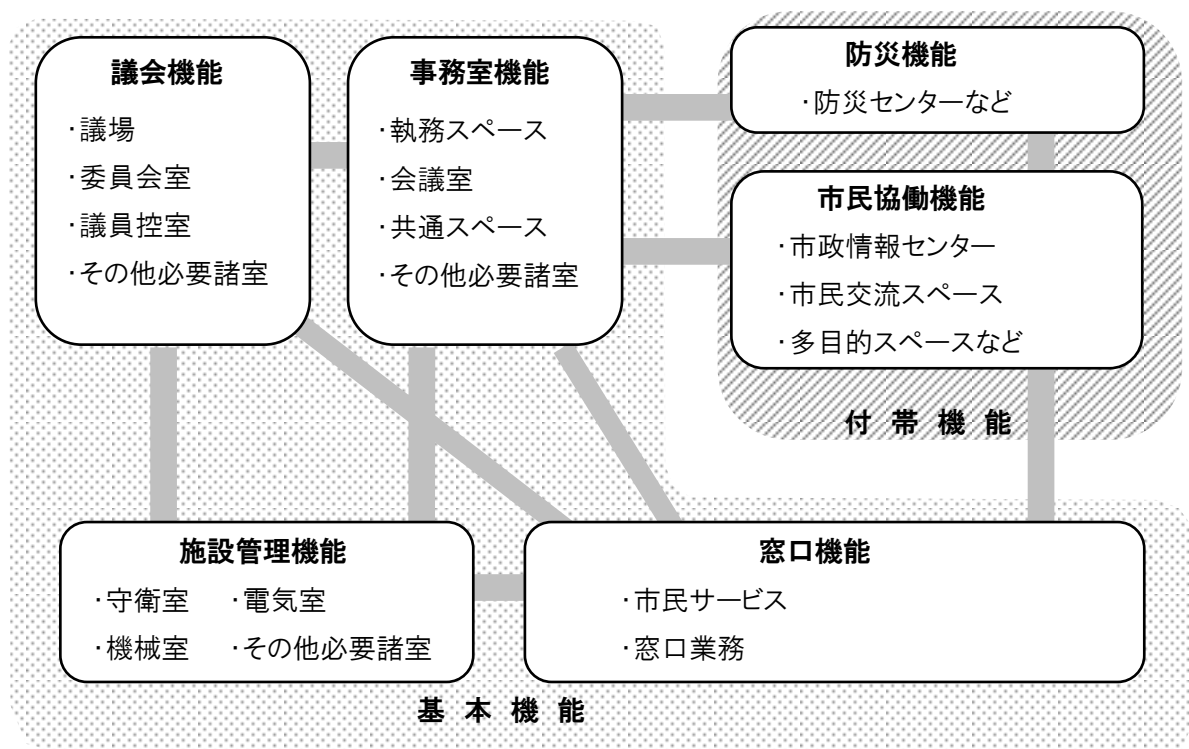 議会機能
・議場
・委員会室
・議員控室
・その他必要諸室
事務室機能
・執務スペース
・会議室
・共通スペース
・その他必要諸室
防災機能
・防災センターなど
市民協働機能
・市政情報センター
・市民交流スペース
・多目的スペースなど
付 帯 機 能
施設管理機能
・守衛室 ・電気室
・機械室 ・その他必要諸室
窓口機能
・市民サービス
・窓口業務
基 本 機 能